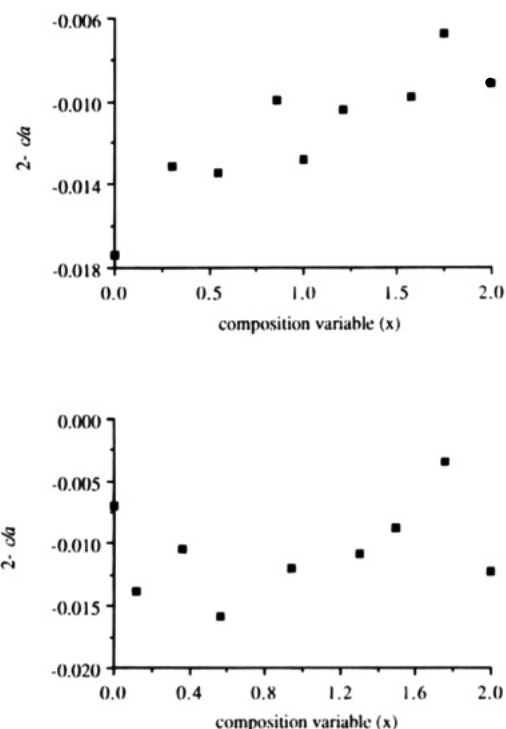 -0.006
-0.010
2- c/a
-0.014
-0.018
0.0 0.5 1.0 1.5 2.0
composition variable (x)
0.000
-0.005
2- c/a
-0.010
-0.015
-0.020
0.0 0.4 0.8 1.2 1.6 2.0
composition variable (x)